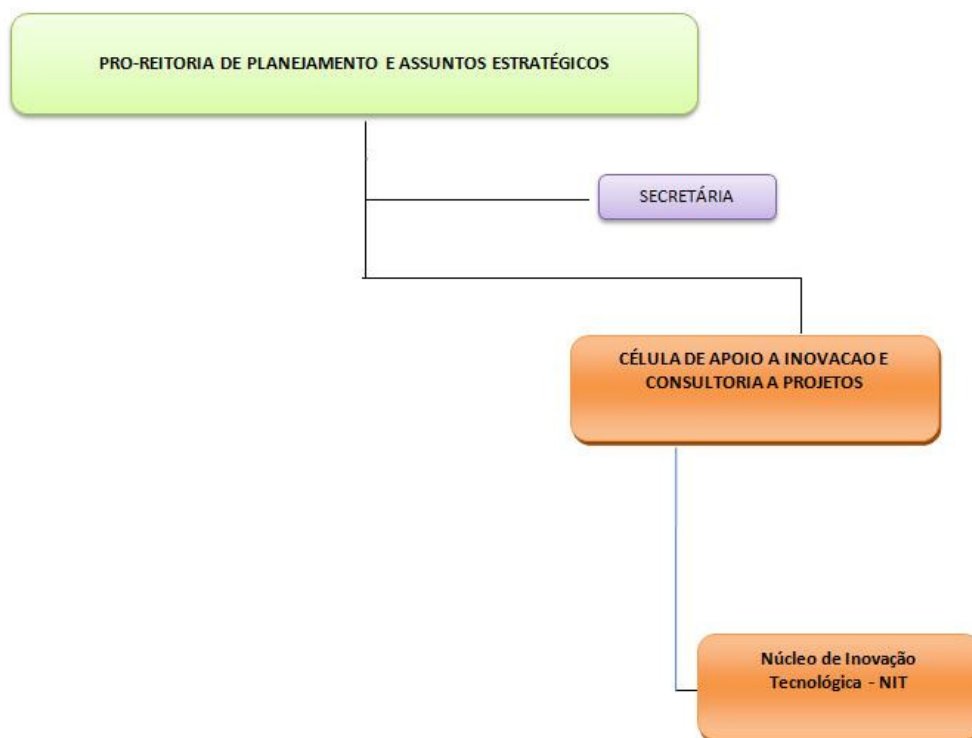 PRO-REITORIA DE PLANEJAMENTO E ASSUNTOS ESTRATÉGICOS
SECRETÁRIA
CÉLULA DE APOIO A INOVACAO E
CONSULTORIA A PROJETOS
Núcleo de Inovação
Tecnológica - NIT